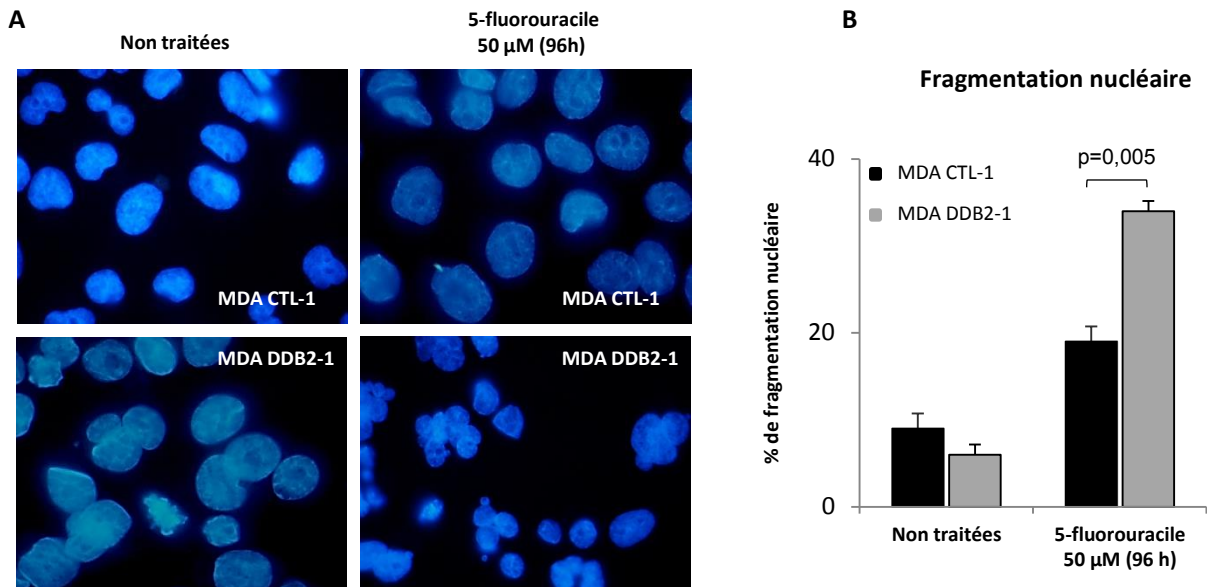 A
Non traitées
5-fluorouracile
50 µM (96h)
MDA CTL-1
MDA CTL-1
MDA DDB2-1
MDA DDB2-1
B
Fragmentation nucléaire
% de fragmentation nucléaire
40
20
0
MDA CTL-1
MDA DDB2-1
p=0,005
Non traitées
5-fluorouracile
50 µM (96 h)